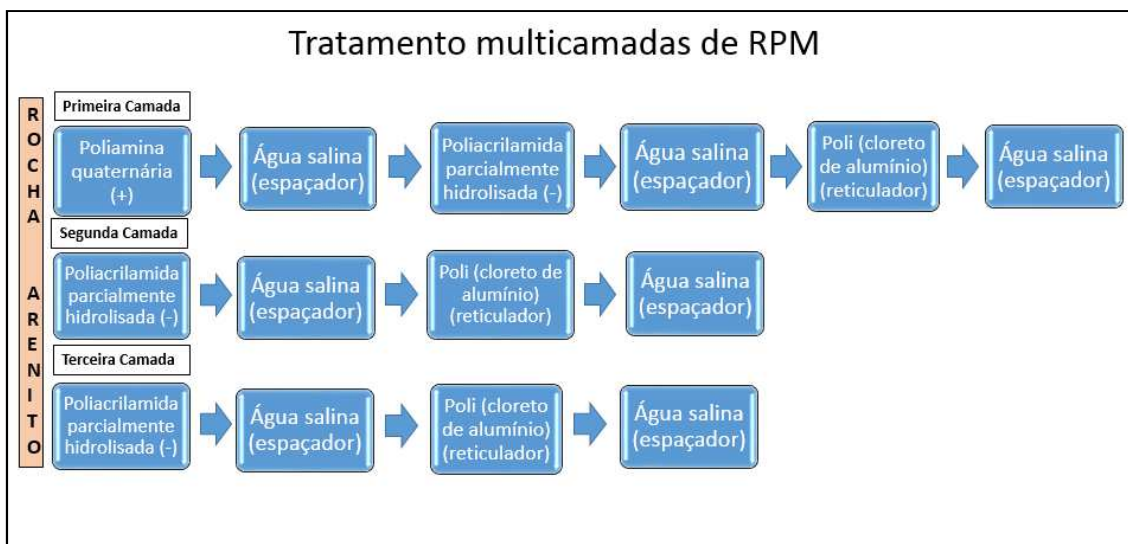 Tratamento multicamadas de RPM
ROCHA ARENITO
Primeira Camada
Poliamina
quaternária
(+)
Água salina
(espaçador)
Poliacrilamida
parcialmente
hidrolisada (-)
Água salina
(espaçador)
Poli (cloreto
de alumínio)
(reticulador)
Água salina
(espaçador)
Segunda Camada
Poliacrilamida
parcialmente
hidrolisada (-)
Água salina
(espaçador)
Poli (cloreto de
alumínio)
(reticulador)
Água salina
(espaçador)
Terceira Camada
Poliacrilamida
parcialmente
hidrolisada (-)
Água salina
(espaçador)
Poli (cloreto
de alumínio)
(reticulador)
Água salina
(espaçador)